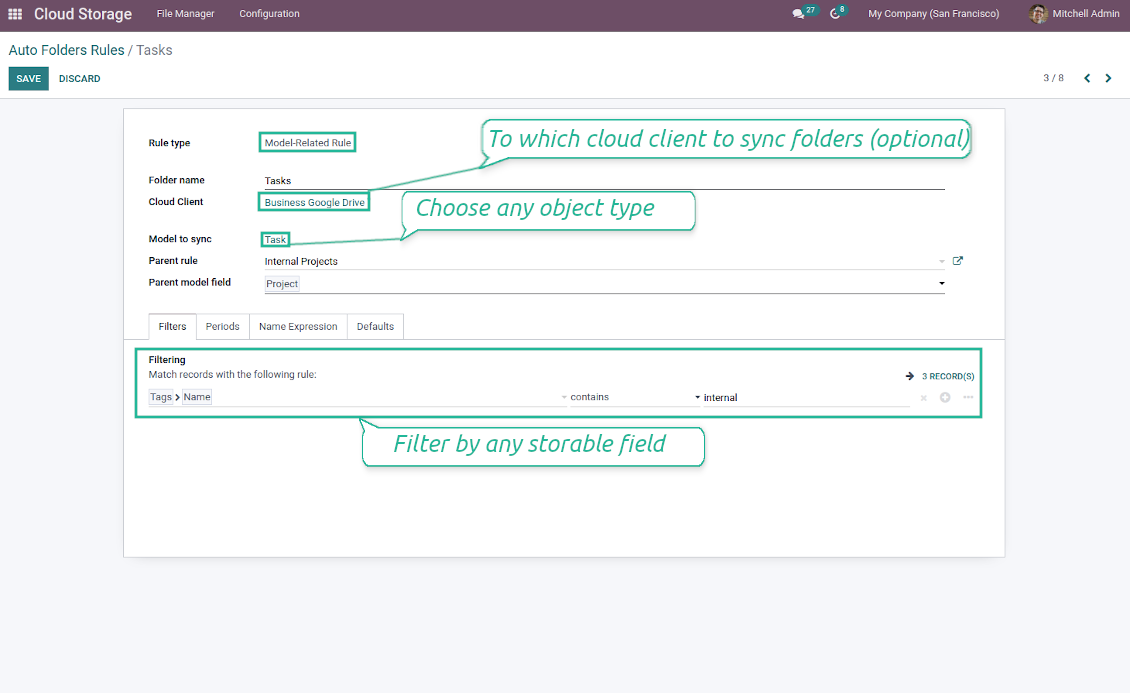 Cloud Storage File Manager Configuration 27 8 My Company (San Francisco) Mitchell Admin
Auto Folders Rules / Tasks
SAVE DISCARD 3 / 8
Rule type Model-Related Rule
To which cloud client to sync folders (optional)
Folder name Tasks
Cloud Client Business Google Drive
Choose any object type
Model to sync Task
Parent rule Internal Projects
Parent model field Project
Filters Periods Name Expression Defaults
Filtering
Match records with the following rule:
3 RECORD(S)
Tags Name contains internal
Filter by any storable field